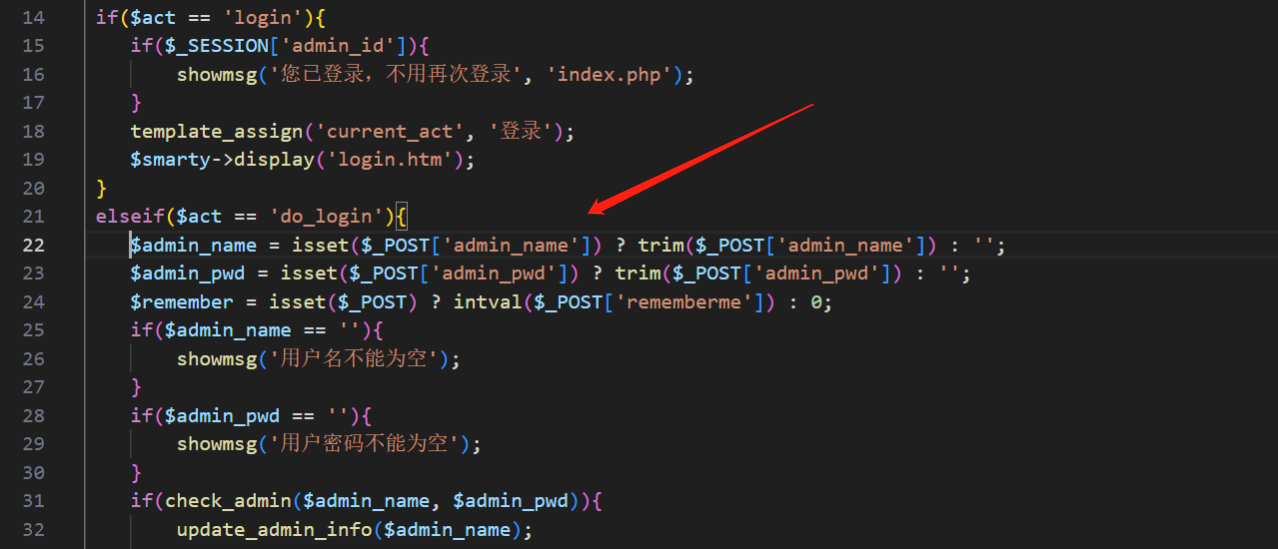 14 if($act == 'login'){
15 if($_SESSION['admin_id']){
16 showmsg('您已登录，不用再次登录', 'index.php');
17 }
18 template_assign('current_act', '登录');
19 $smarty->display('login.htm');
20 }
21 elseif($act == 'do_login'){
22 $admin_name = isset($_POST['admin_name']) ? trim($_POST['admin_name']) : '';
23 $admin_pwd = isset($_POST['admin_pwd']) ? trim($_POST['admin_pwd']) : '';
24 $remember = isset($_POST) ? intval($_POST['rememberme']) : 0;
25 if($admin_name == ''){
26 showmsg('用户名不能为空');
27 }
28 if($admin_pwd == ''){
29 showmsg('用户密码不能为空');
30 }
31 if(check_admin($admin_name, $admin_pwd)){
32 update_admin_info($admin_name);